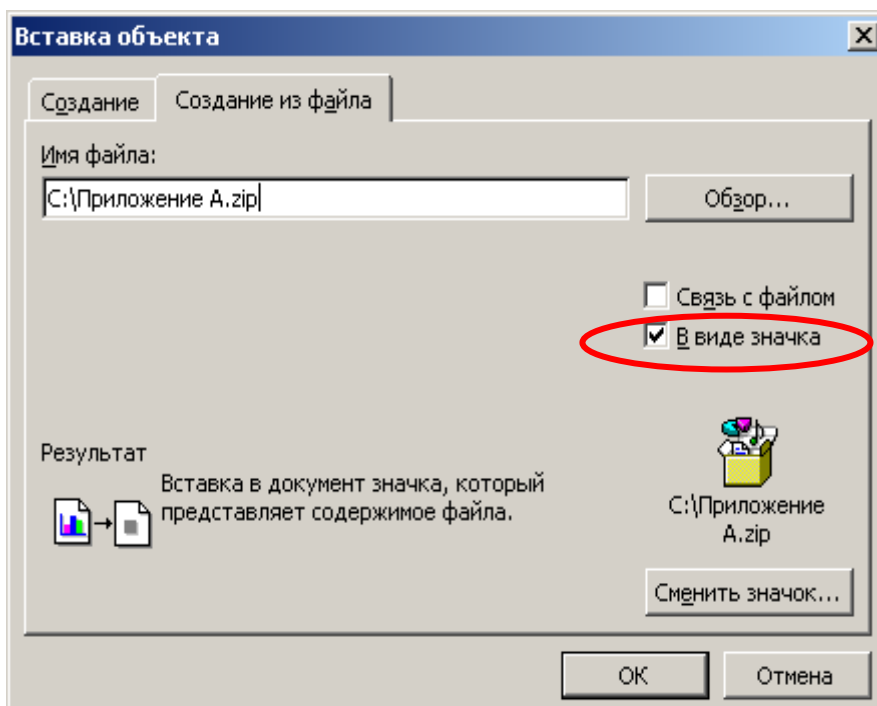 Вставка объекта
Создание
Создание из файла
Имя файла:
C:\Приложение A.zip
Обзор...
Связь с файлом
В виде значка
Результат
Вставка в документ значка, который
представляет содержимое файла.
C:\Приложение
A.zip
Сменить значок...
ОК
Отмена